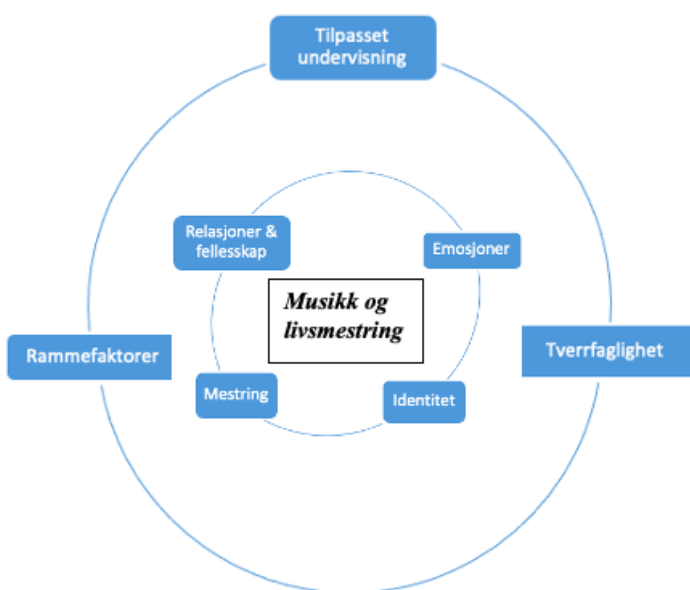 Tilpasset
undervisning
Relasjoner &
fellesskap
Emosjoner
Musikk og
livsmestring
Rammefaktorer
Tverrfaglighet
Mestring
Identitet